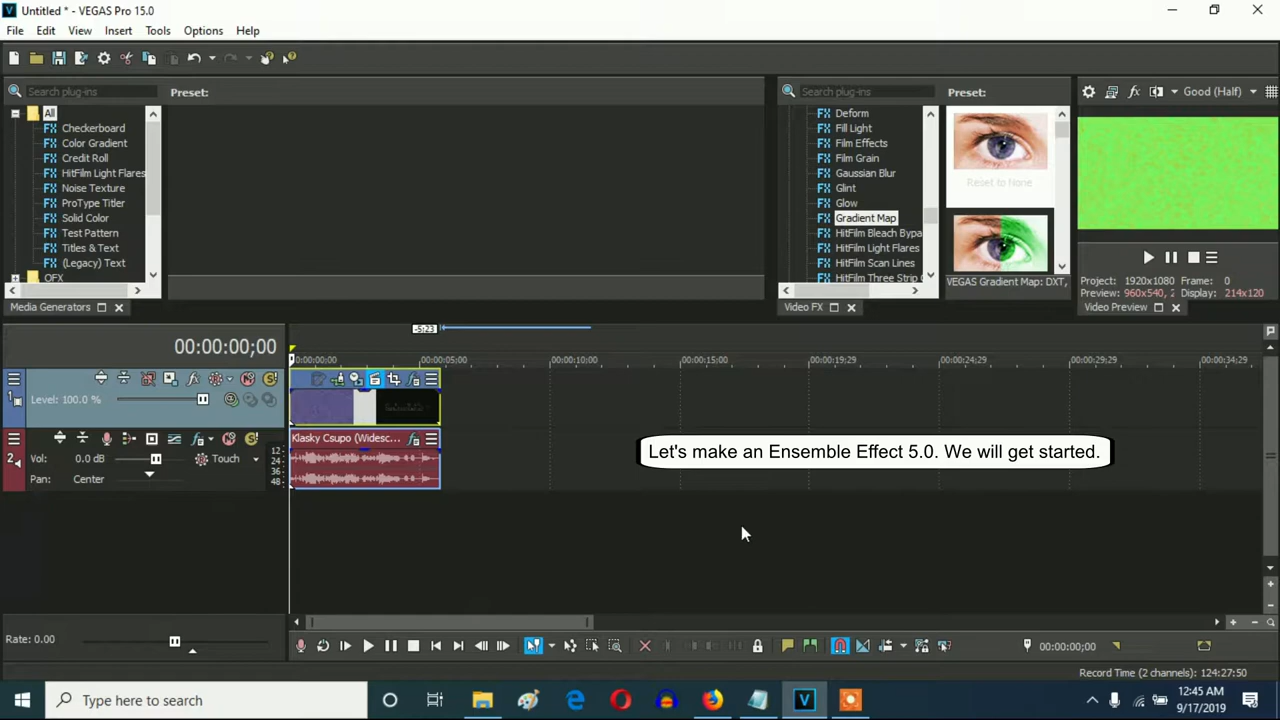 Untitled * - VEGAS Pro 15.0
File Edit View Insert Tools Options Help
Search plug-ins
Preset:
All
Checkerboard
Color Gradient
Credit Roll
HitFilm Light Flares
Noise Texture
ProType Titler
Solid Color
Test Pattern
Titles & Text
(Legacy) Text
OFX
Media Generators
Search plug-ins
Preset:
Deform
Fill Light
Film Effects
Film Grain
Gaussian Blur
Glint
Glow
Gradient Map
HitFilm Bleach Bypa
HitFilm Light Flares
HitFilm Scan Lines
HitFilm Three Strip
Reset to None
VEGAS Gradient Map: DXT,
Video FX
Good (Half)
Project: 1920x1080 Frame: 0
Preview: 960x540, 2 Display: 214x120
Video Preview
-5:23
00:00:00;00
0:00:00:00 00:00:05;00 00:00:10;00 00:00:15;00 00:00:19;29 00:00:24;29 00:00:29;29 00:00:34;29
1
Level: 100.0 %
2
Vol: 0.0 dB Touch
Pan: Center
12
24
36
48
Klasky Csupo (Widesc...
Let's make an Ensemble Effect 5.0. We will get started.
Rate: 0.00
00:00:00;00
Record Time (2 channels): 124:27:50
Type here to search
12:45 AM
9/17/2019